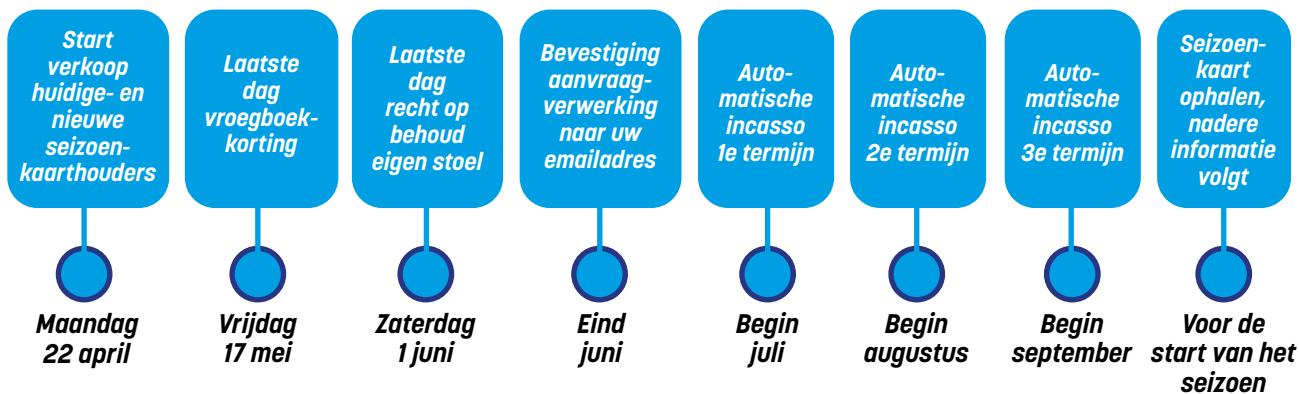 Start
verkoop
huidige- en
nieuwe
seizoen-
kaarthouders
Maandag
22 april
Laatste
dag
vroegboek-
korting
Vrijdag
17 mei
Laatste
dag
recht op
behoud
eigen stoel
Zaterdag
1 juni
Bevestiging
aanvraag-
verwerking
naar uw
emailadres
Eind
juni
Auto-
matische
incasso
1e termijn
Begin
juli
Auto-
matische
incasso
2e termijn
Begin
augustus
Auto-
matische
incasso
3e termijn
Begin
september
Seizoen-
kaart
ophalen,
nadere
informatie
volgt
Voor de
start van het
seizoen